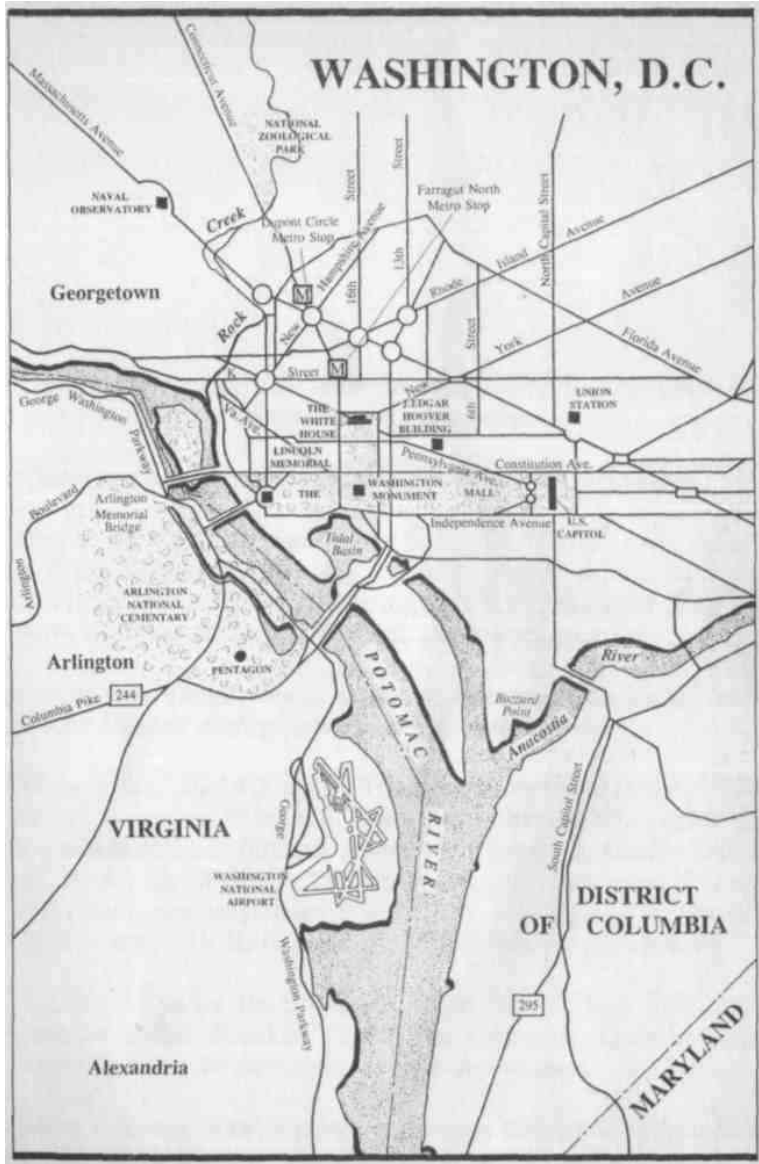 WASHINGTON, D.C.
Massachusetts Avenue
Connecticut Avenue
NATIONAL
ZOOLOGICAL
PARK
Street
Street
Farragut North
Metro Stop
NAVAL
OBSERVATORY
Creek
Dupont Circle
Metro Stop
Hampshire Avenue
North Capital Street
Avenue
Island
Georgetown
16th
13th
Rhode
Avenue
Rock
New
Street
York
Florida Avenue
K
Street
M
M
New
6th
George Washington
Parkway
Va. Ave.
THE
WHITE
HOUSE
J. EDGAR
HOOVER
BUILDING
UNION
STATION
LINCOLN
MEMORIAL
Pennsylvania Ave.
Constitution Ave.
THE
WASHINGTON
MONUMENT
MALL
Arlington
Memorial
Bridge
Independence Avenue
U.S.
CAPITOL
Arlington
Boulevard
Tidal
Basin
ARLINGTON
NATIONAL
CEMENTARY
Arlington
PENTAGON
River
Columbia Pike
244
POTOMAC
RIVER
Buzzard
Point
Anacostia
South Capitol Street
VIRGINIA
George
WASHINGTON
NATIONAL
AIRPORT
Washington Parkway
DISTRICT
OF COLUMBIA
295
Alexandria
MARYLAND